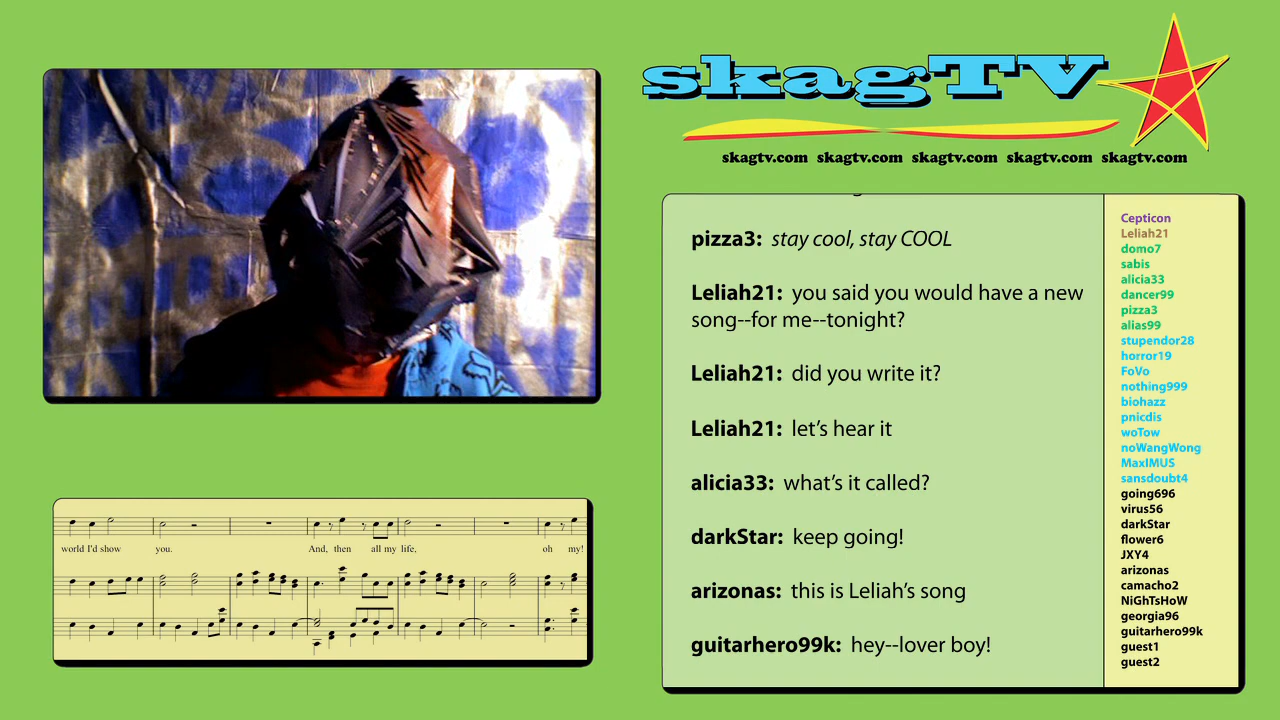 skagTV
skagtv.com skagtv.com skagtv.com skagtv.com skagtv.com
pizza3: stay cool, stay COOL
Leliah21: you said you would have a new
song--for me--tonight?
Leliah21: did you write it?
Leliah21: let's hear it
alicia33: what's it called?
darkStar: keep going!
arizonas: this is Leliah's song
guitarhero99k: hey--lover boy!
Cepticon
Leliah21
domo7
sabis
alicia33
dancer99
pizza3
alias99
stupendor28
horror19
FoVo
nothing999
biohazz
pnicdis
woTow
noWangWong
MaxIMUS
sansdoubt4
going696
virus56
darkStar
flower6
JXY4
arizonas
camacho2
NiGhTsHoW
georgia96
guitarhero99k
guest1
guest2
world I'd show you. And, then all my life, oh my!